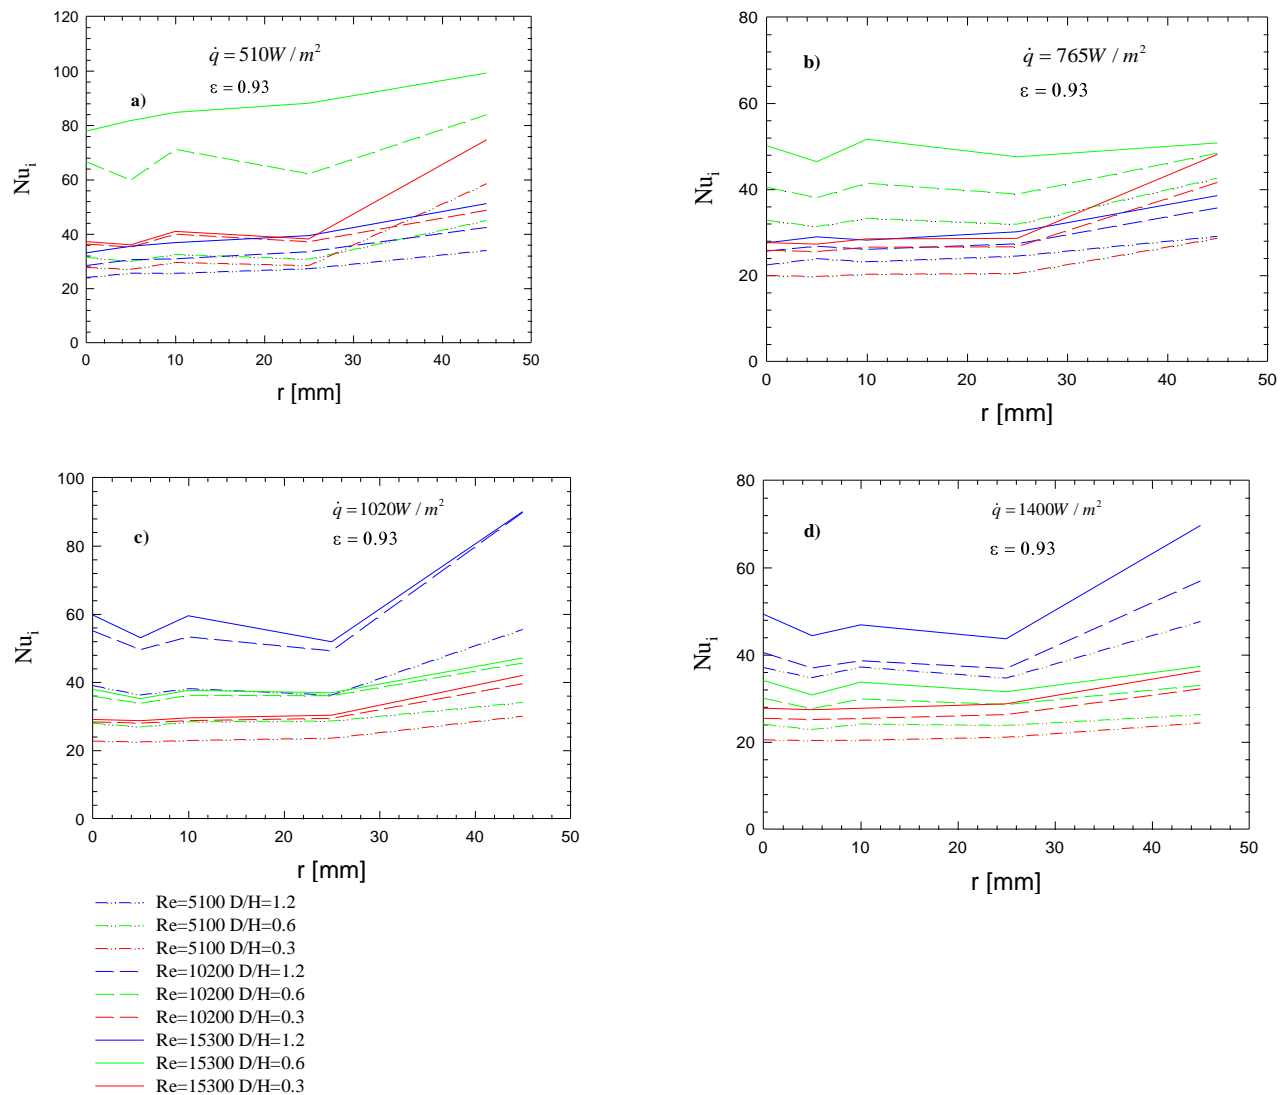 120
100
80
60
40
20
0
Nu_i
a)
q̇ = 510W / m²
ε = 0.93
0 10 20 30 40 50
r [mm]
80
60
40
20
0
Nu_i
b)
q̇ = 765W / m²
ε = 0.93
0 10 20 30 40 50
r [mm]
100
80
60
40
20
0
Nu_i
c)
q̇ = 1020W / m²
ε = 0.93
0 10 20 30 40 50
r [mm]
80
60
40
20
0
Nu_i
d)
q̇ = 1400W / m²
ε = 0.93
0 10 20 30 40 50
r [mm]
Re=5100 D/H=1.2
Re=5100 D/H=0.6
Re=5100 D/H=0.3
Re=10200 D/H=1.2
Re=10200 D/H=0.6
Re=10200 D/H=0.3
Re=15300 D/H=1.2
Re=15300 D/H=0.6
Re=15300 D/H=0.3